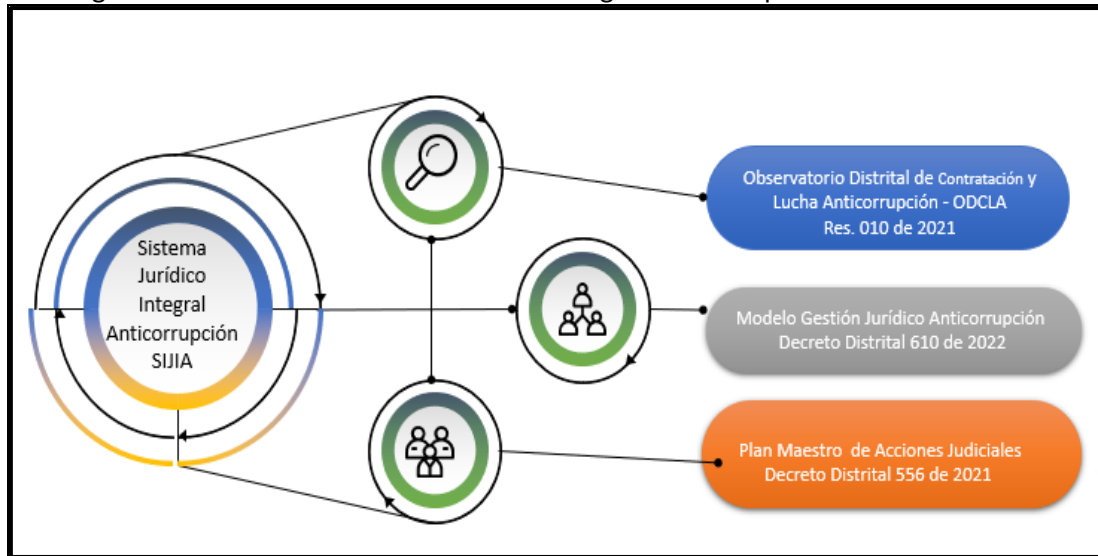 Sistema
Jurídico
Integral
Anticorrupción
SIJIA
Observatorio Distrital de Contratación y
Lucha Anticorrupción - ODCLA
Res. 010 de 2021
Modelo Gestión Jurídico Anticorrupción
Decreto Distrital 610 de 2022
Plan Maestro de Acciones Judiciales
Decreto Distrital 556 de 2021